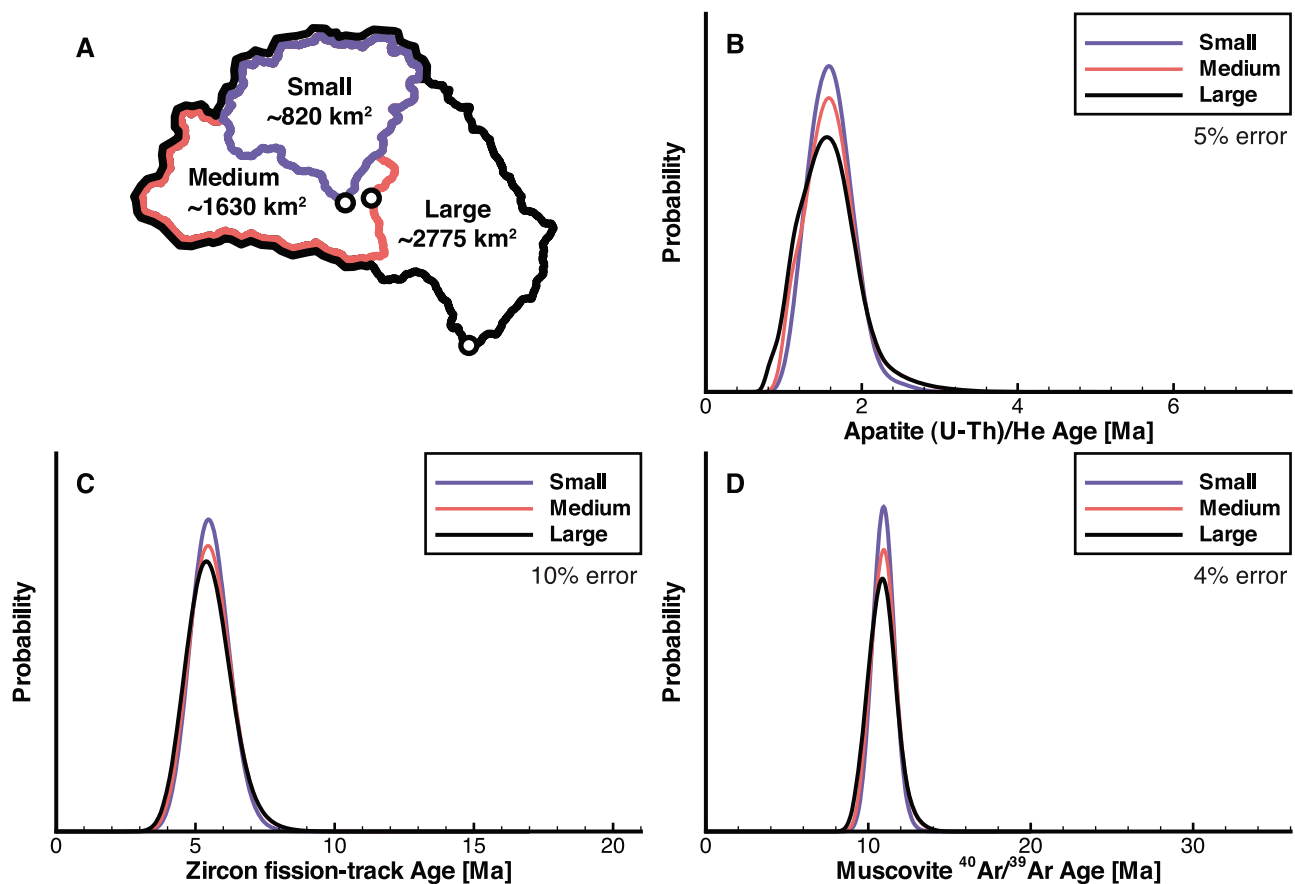 A
Small
~820 km²
Medium
~1630 km²
Large
~2775 km²
B
Small
Medium
Large
5% error
Probability
0
2
4
6
Apatite (U-Th)/He Age [Ma]
C
Small
Medium
Large
10% error
Probability
0
5
10
15
20
Zircon fission-track Age [Ma]
D
Small
Medium
Large
4% error
Probability
0
10
20
30
Muscovite ⁴⁰Ar/³⁹Ar Age [Ma]